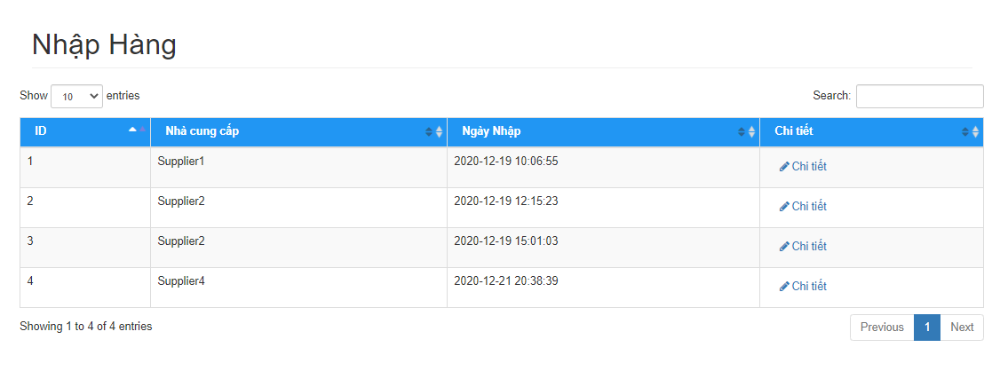 Nhập Hàng
Show 10 entries Search:
ID Nhà cung cấp Ngày Nhập Chi tiết
1 Supplier1 2020-12-19 10:06:55 Chi tiết
2 Supplier2 2020-12-19 12:15:23 Chi tiết
3 Supplier2 2020-12-19 15:01:03 Chi tiết
4 Supplier4 2020-12-21 20:38:39 Chi tiết
Showing 1 to 4 of 4 entries Previous 1 Next